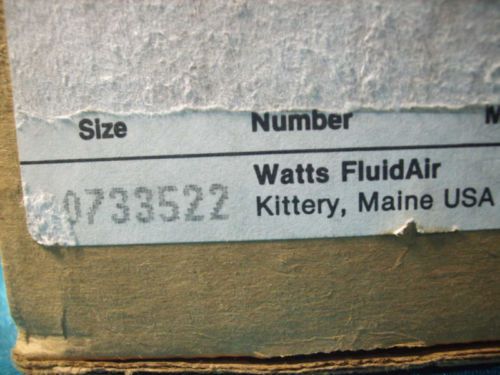 Size Number M
Watts FluidAir
0733522 Kittery, Maine USA